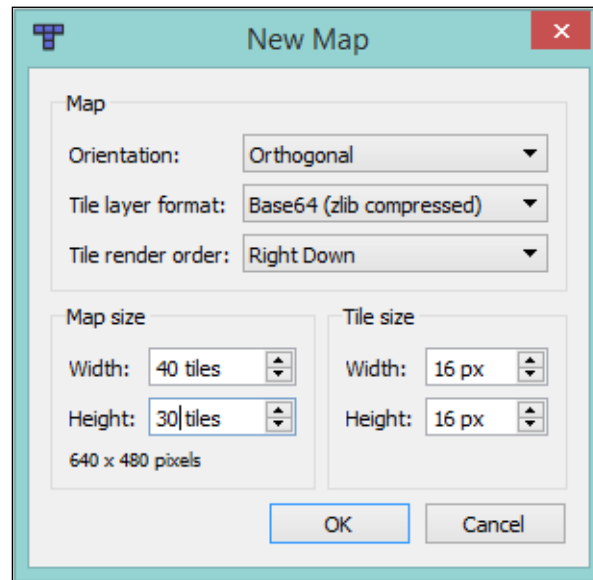 New Map
Map
Orientation: Orthogonal
Tile layer format: Base64 (zlib compressed)
Tile render order: Right Down
Map size
Width: 40 tiles
Height: 30 tiles
640 x 480 pixels
Tile size
Width: 16 px
Height: 16 px
OK Cancel